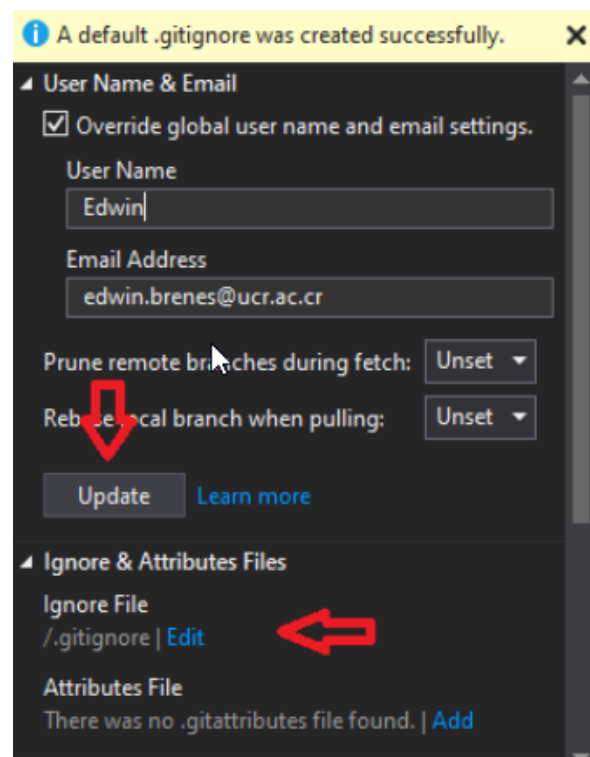 A default .gitignore was created successfully.
User Name & Email
Override global user name and email settings.
User Name
Edwin
Email Address
edwin.brenes@ucr.ac.cr
Prune remote branches during fetch: Unset
Rebase local branch when pulling: Unset
Update Learn more
Ignore & Attributes Files
Ignore File
/.gitignore | Edit
Attributes File
There was no .gitattributes file found. | Add